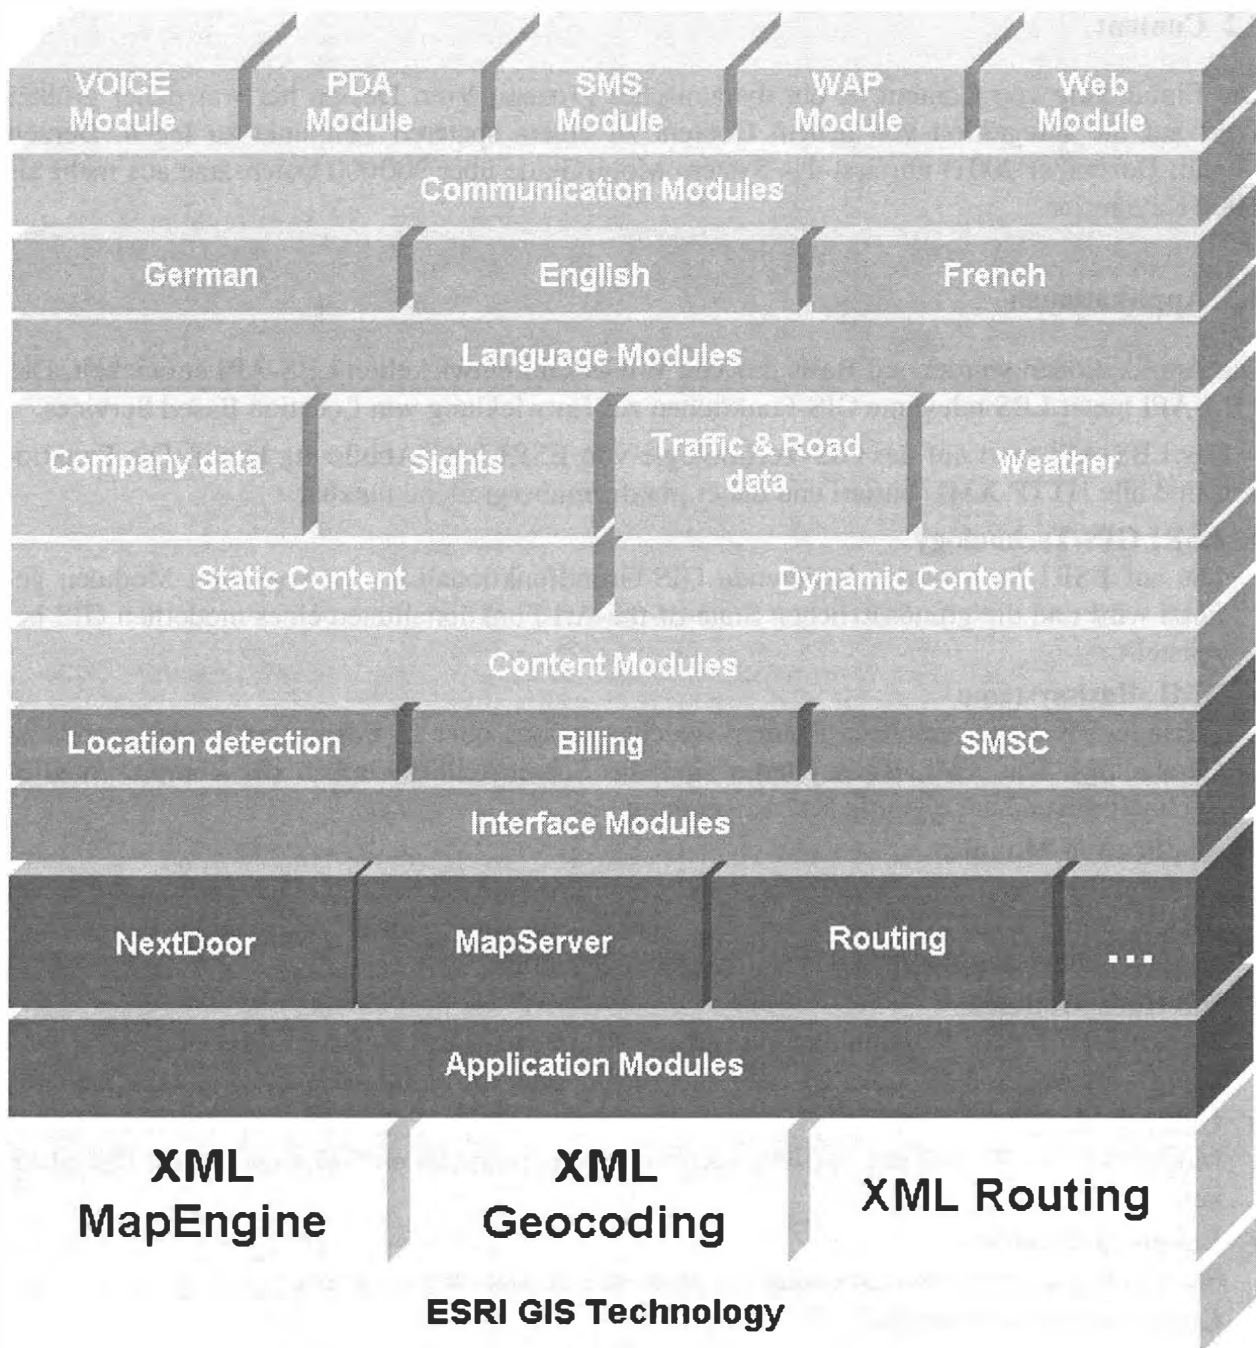 VOICE Module
PDA Module
SMS Module
WAP Module
Web Module
Communication Modules
German
English
French
Language Modules
Company data
Sights
Traffic & Road data
Weather
Static Content
Dynamic Content
Content Modules
Location detection
Billing
SMSC
Interface Modules
NextDoor
MapServer
Routing
...
Application Modules
XML MapEngine
XML Geocoding
XML Routing
ESRI GIS Technology